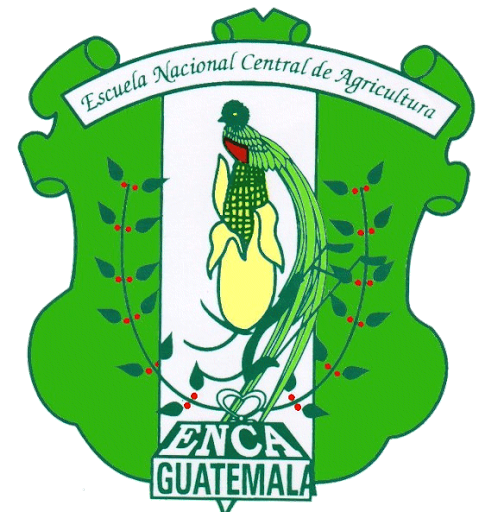 Escuela Nacional Central de Agricultura
ENCA
GUATEMALA